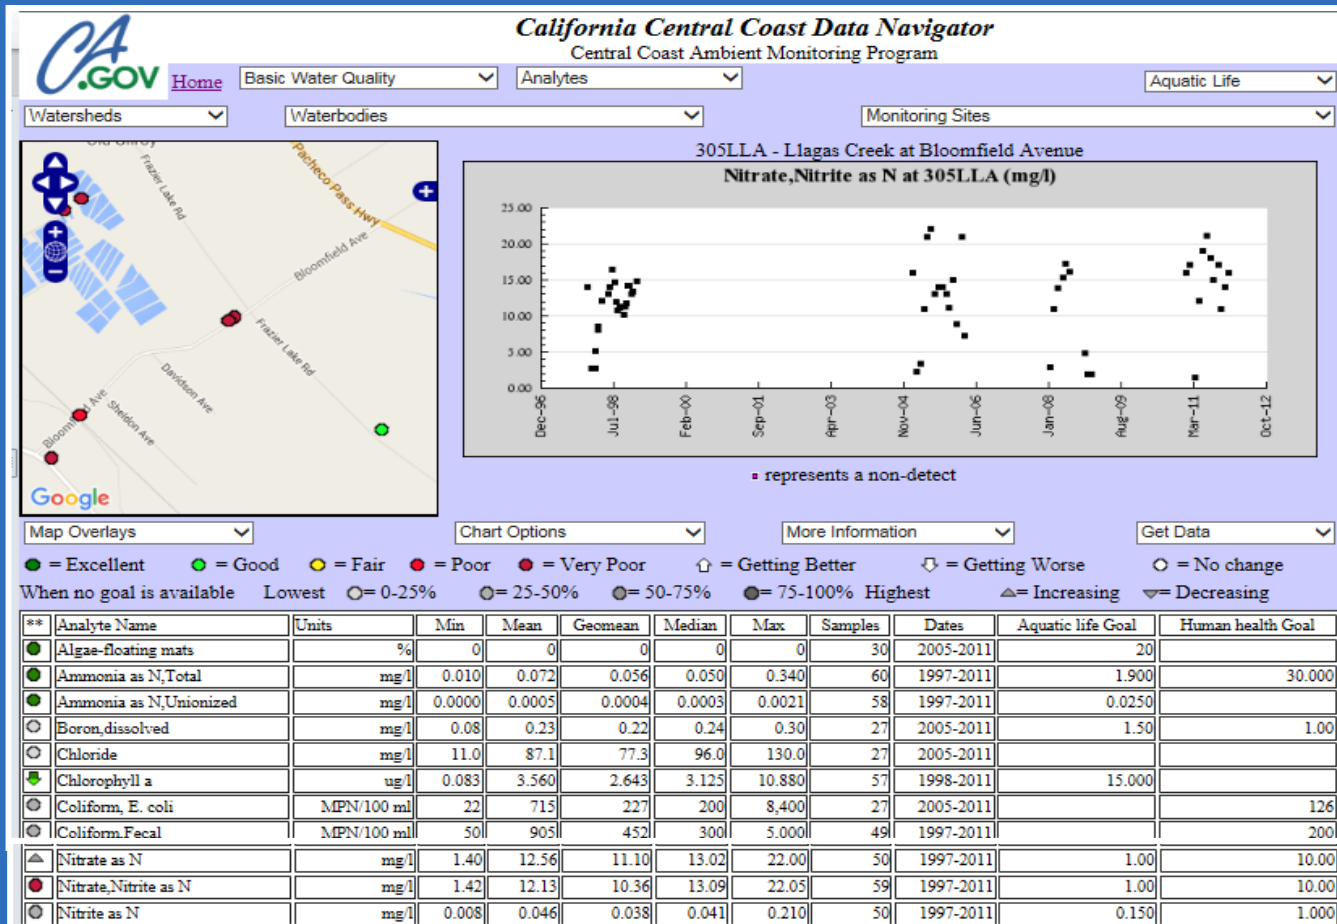 California Central Coast Data Navigator
Central Coast Ambient Monitoring Program
CA.GOV
Home
Basic Water Quality
Analytes
Aquatic Life
Watersheds
Waterbodies
Monitoring Sites
Frazier Lake Rd
Pacheco Pass Hwy
Bloomfield Ave
Frazier Lake Rd
Davidson Ave
Sheldon Ave
Bloomfield Ave
Google
305LLA - Llagas Creek at Bloomfield Avenue
Nitrate,Nitrite as N at 305LLA (mg/l)
25.00
20.00
15.00
10.00
5.00
0.00
Dec-96 Jul-98 Feb-00 Sep-01 Apr-03 Nov-04 Jun-06 Jan-08 Aug-09 Mar-11 Oct-12
represents a non-detect
Map Overlays
Chart Options
More Information
Get Data
= Excellent = Good = Fair = Poor = Very Poor = Getting Better = Getting Worse = No change
When no goal is available Lowest = 0-25% = 25-50% = 50-75% = 75-100% Highest = Increasing = Decreasing
** Analyte Name Units Min Mean Geomean Median Max Samples Dates Aquatic life Goal Human health Goal
Algae-floating mats % 0 0 0 0 0 30 2005-2011 20
Ammonia as N,Total mg/l 0.010 0.072 0.056 0.050 0.340 60 1997-2011 1.900 30.000
Ammonia as N,Unionized mg/l 0.0000 0.0005 0.0004 0.0003 0.0021 58 1997-2011 0.0250
Boron,dissolved mg/l 0.08 0.23 0.22 0.24 0.30 27 2005-2011 1.50 1.00
Chloride mg/l 11.0 87.1 77.3 96.0 130.0 27 2005-2011
Chlorophyll a ug/l 0.083 3.560 2.643 3.125 10.880 57 1998-2011 15.000
Coliform, E. coli MPN/100 ml 22 715 227 200 8,400 27 2005-2011 126
Coliform,Fecal MPN/100 ml 50 905 452 300 5,000 49 1997-2011 200
Nitrate as N mg/l 1.40 12.56 11.10 13.02 22.00 50 1997-2011 1.00 10.00
Nitrate,Nitrite as N mg/l 1.42 12.13 10.36 13.09 22.05 59 1997-2011 1.00 10.00
Nitrite as N mg/l 0.008 0.046 0.038 0.041 0.210 50 1997-2011 0.150 1.000